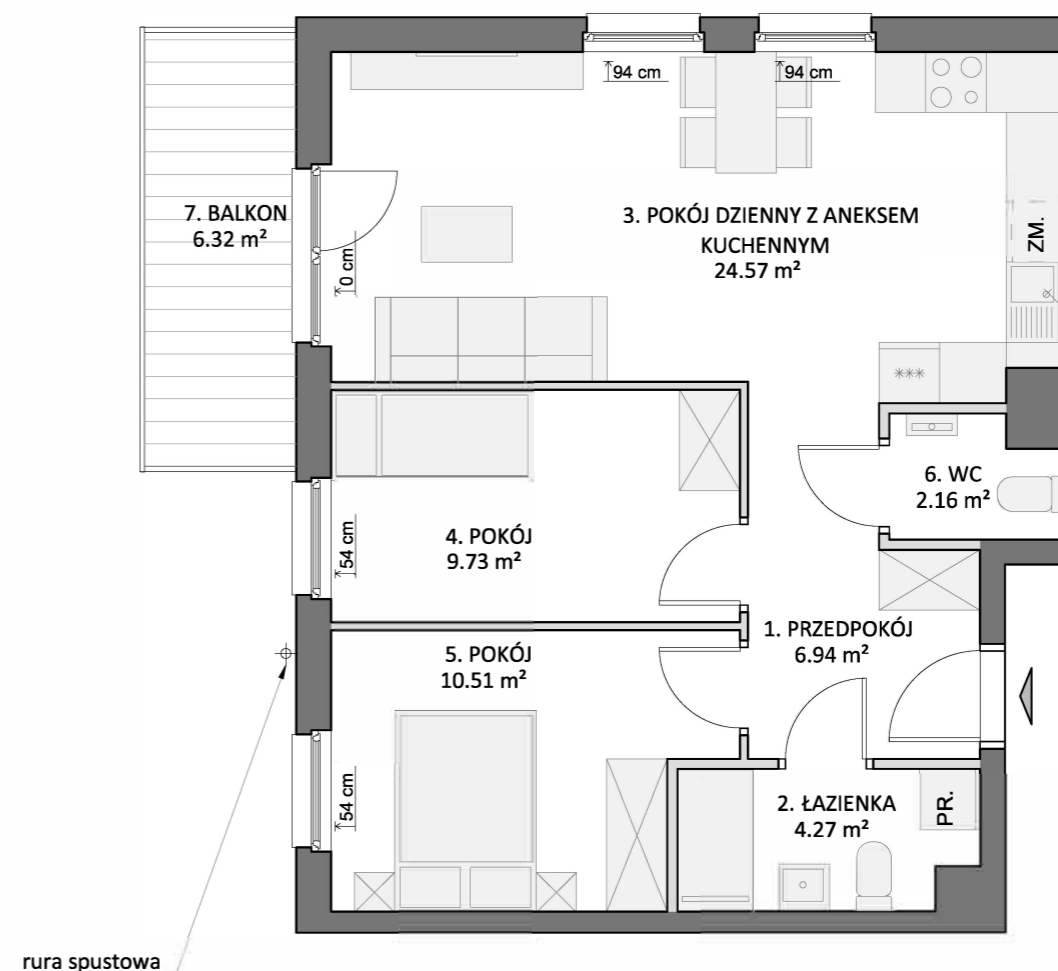 94 cm
94 cm
7. BALKON
6.32 m²
3. POKÓJ DZIENNY Z ANEKSEM
KUCHENNYM
24.57 m²
ZM.
0 cm
***
6. WC
2.16 m²
4. POKÓJ
9.73 m²
54 cm
1. PRZEDPOKÓJ
6.94 m²
5. POKÓJ
10.51 m²
54 cm
2. ŁAZIENKA
4.27 m²
PR.
rura spustowa